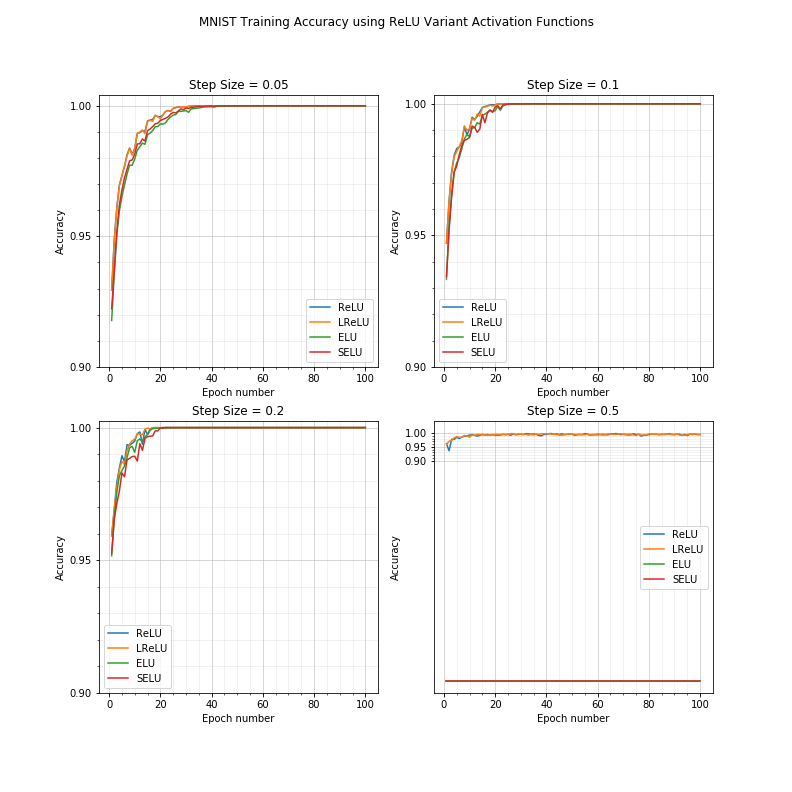 MNIST Training Accuracy using ReLU Variant Activation Functions
Step Size = 0.05
1.00
0.95
0.90
Accuracy
ReLU
LReLU
ELU
SELU
0 20 40 60 80 100
Epoch number
Step Size = 0.1
1.00
0.95
0.90
Accuracy
ReLU
LReLU
ELU
SELU
0 20 40 60 80 100
Epoch number
Step Size = 0.2
1.00
0.95
0.90
Accuracy
ReLU
LReLU
ELU
SELU
0 20 40 60 80 100
Epoch number
Step Size = 0.5
1.00
0.95
0.90
Accuracy
ReLU
LReLU
ELU
SELU
0 20 40 60 80 100
Epoch number